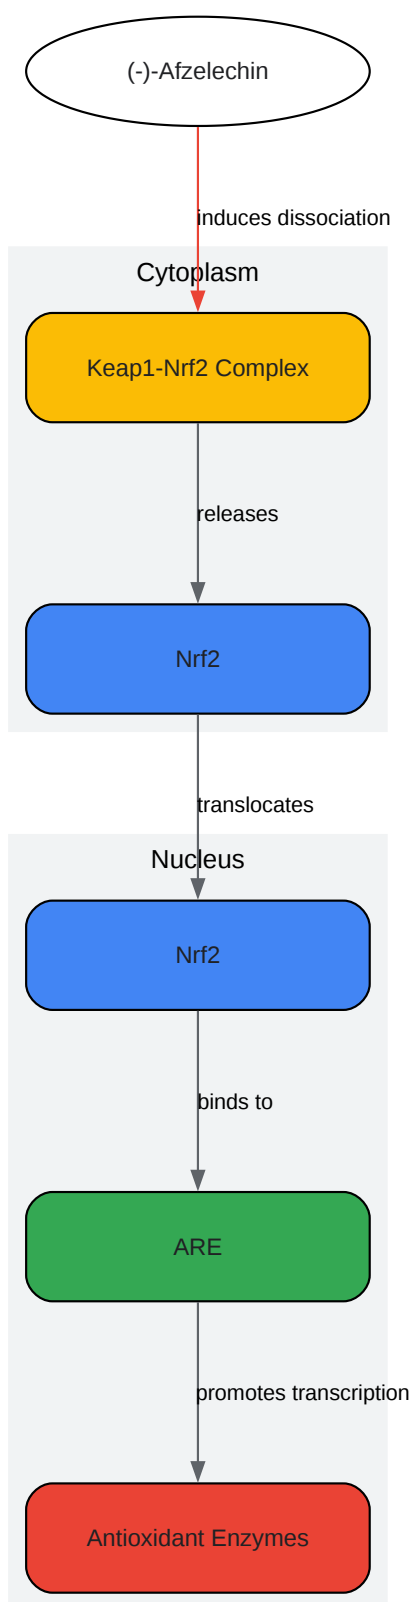 (-)-Afzelechin
induces dissociation
Cytoplasm
Keap1-Nrf2 Complex
releases
Nrf2
translocates
Nucleus
Nrf2
binds to
ARE
promotes transcription
Antioxidant Enzymes